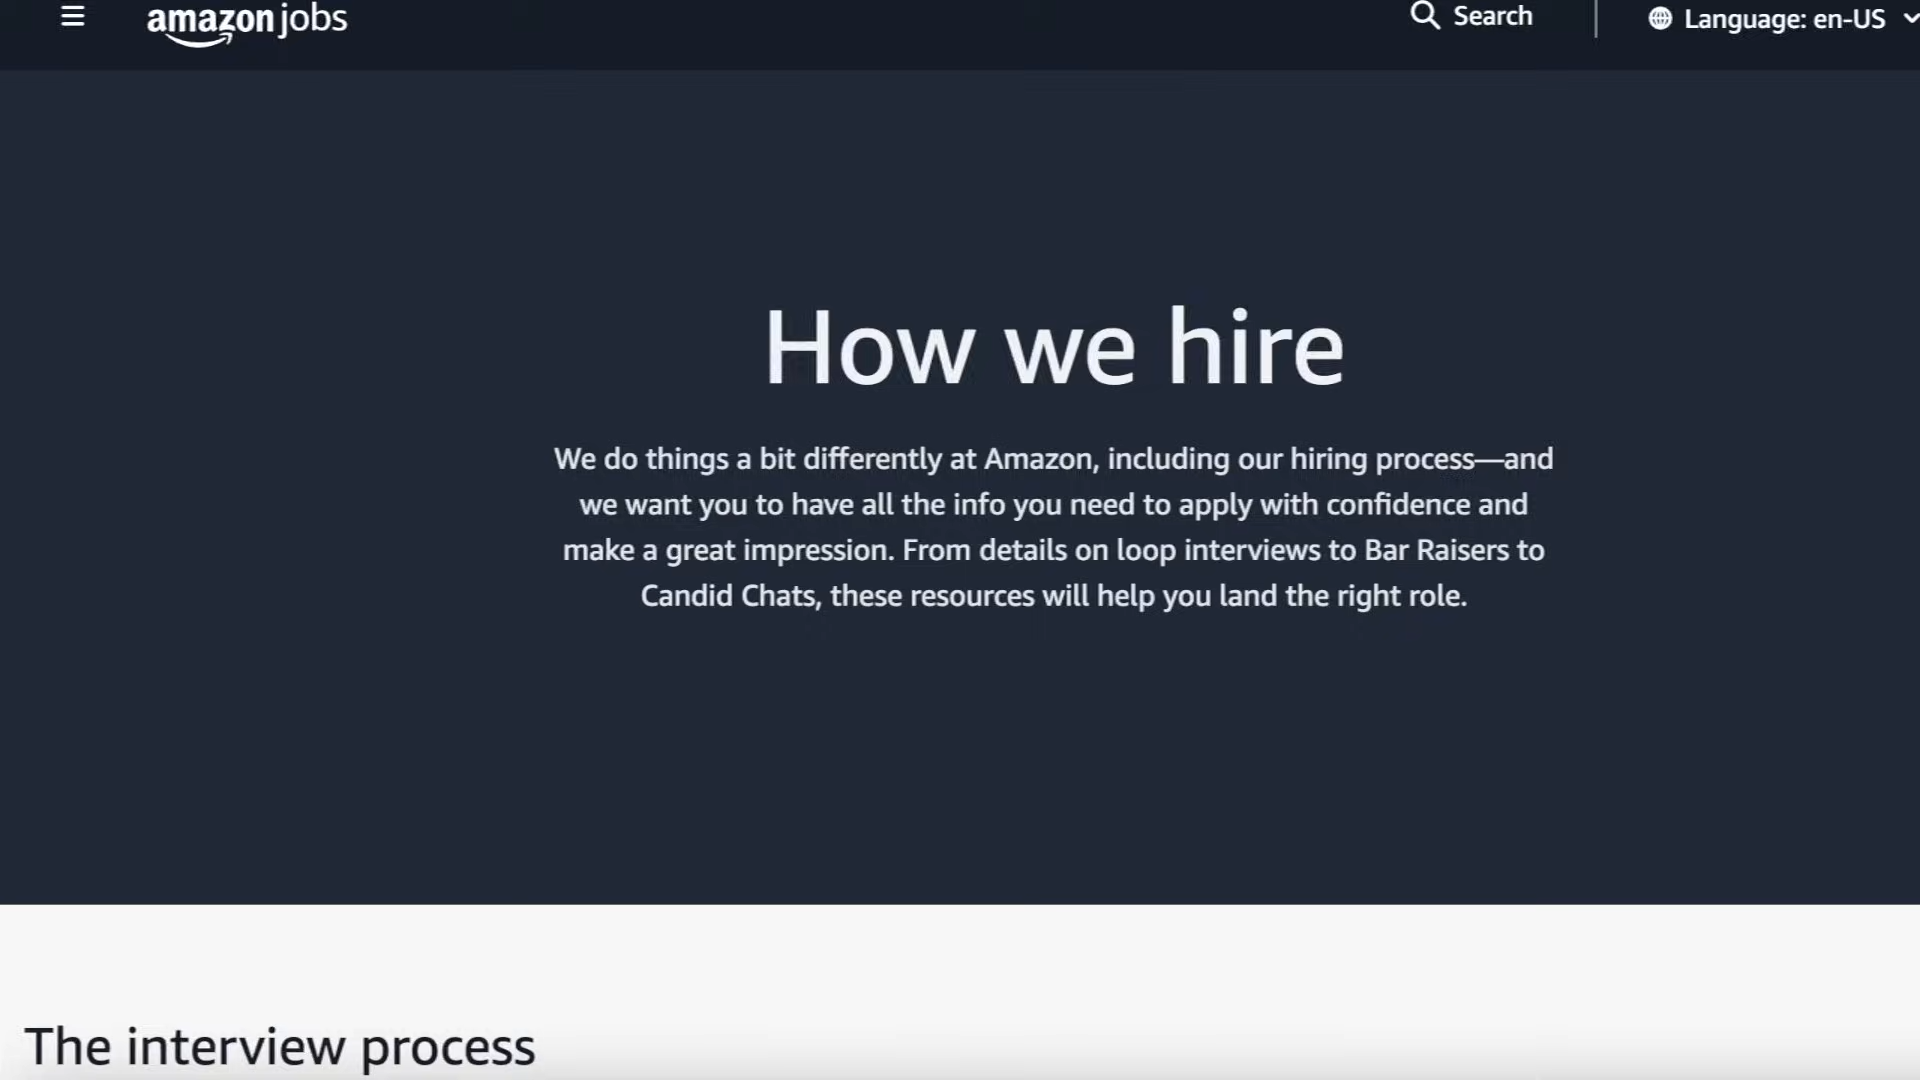 amazon jobs
Search
Language: en-US
How we hire
We do things a bit differently at Amazon, including our hiring process—and
we want you to have all the info you need to apply with confidence and
make a great impression. From details on loop interviews to Bar Raisers to
Candid Chats, these resources will help you land the right role.
The interview process